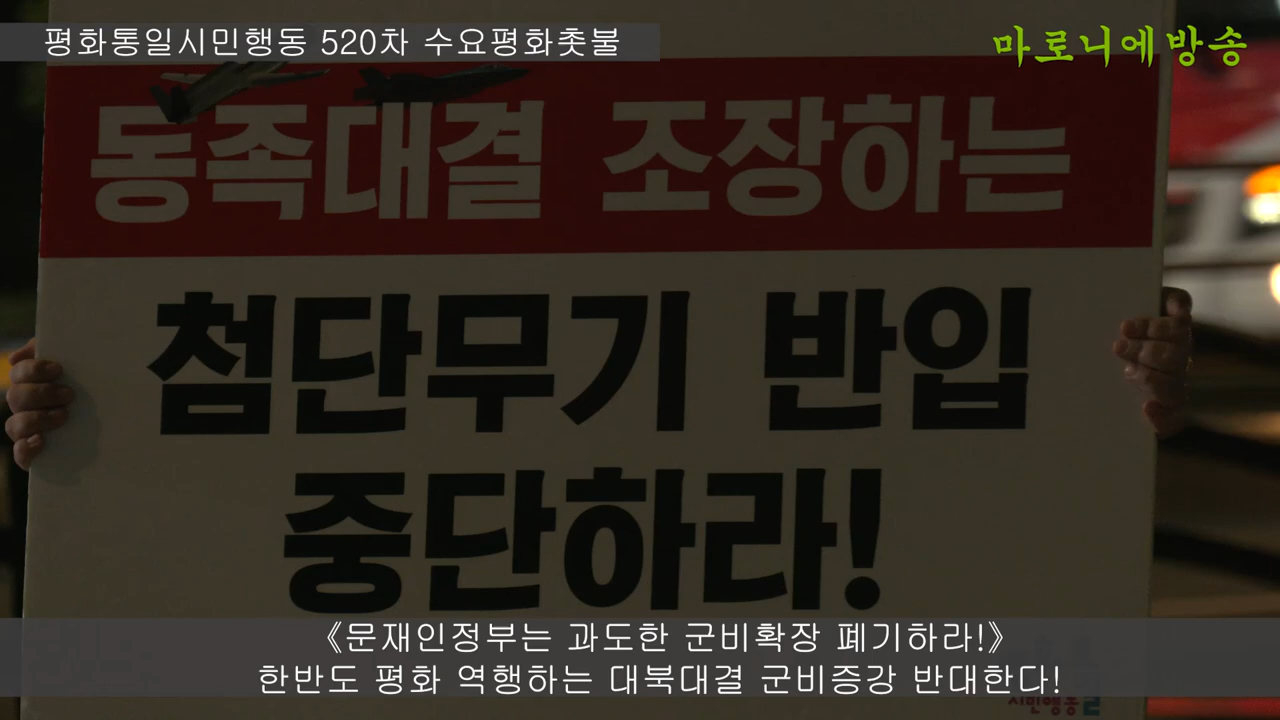 평화통일시민행동 520차 수요평화촛불
마로니에방송
동족대결 조장하는
첨단무기 반입
중단하라!
《문재인정부는 과도한 군비확장 폐기하라!》
한반도 평화 역행하는 대북대결 군비증강 반대한다!
시민행동